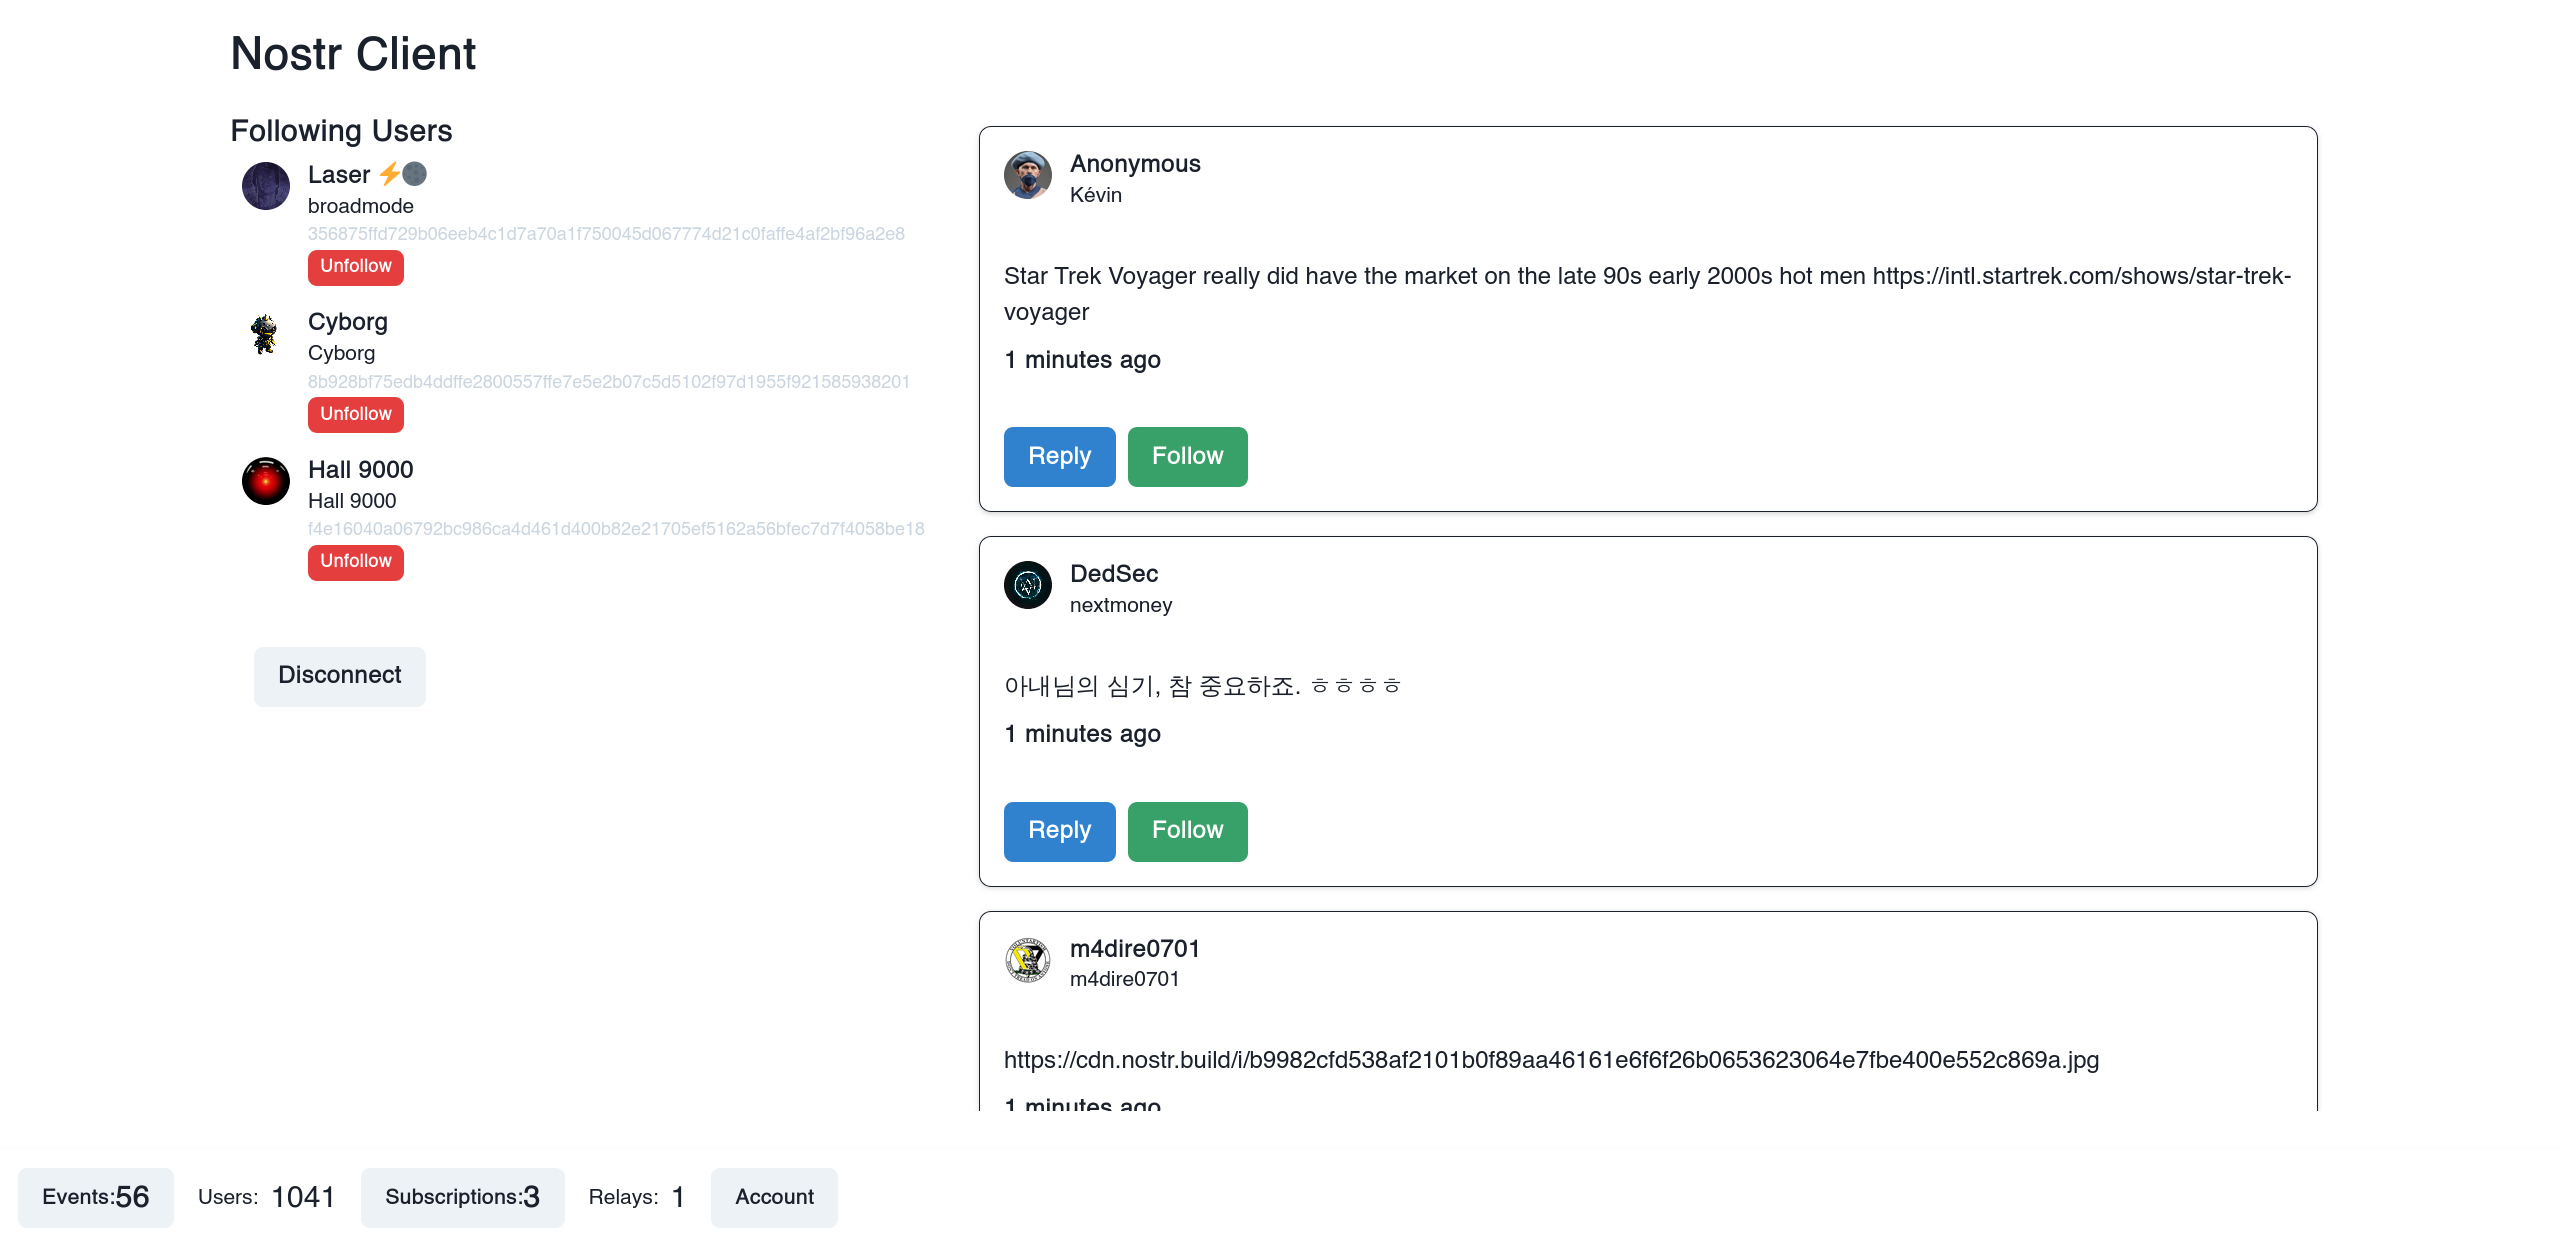 Nostr Client
Following Users
Laser ⚡🌑
broadmode
356875ffd729b06eeb4c1d7a70a1f750045d067774d21c0faffe4af2bf96a2e8
Unfollow
Cyborg
Cyborg
8b928bf75edb4ddffe2800557ffe7e5e2b07c5d5102f97d1955f921585938201
Unfollow
Hall 9000
Hall 9000
f4e16040a06792bc986ca4d461d400b82e21705ef5162a56bfec7d7f4058be18
Unfollow
Disconnect
Anonymous
Kévin
Star Trek Voyager really did have the market on the late 90s early 2000s hot men https://intl.startrek.com/shows/star-trek-
voyager
1 minutes ago
Reply Follow
DedSec
nextmoney
아내님의 심기, 참 중요하죠. ㅎㅎㅎㅎ
1 minutes ago
Reply Follow
m4dire0701
m4dire0701
https://cdn.nostr.build/i/b9982cfd538af2101b0f89aa46161e6f6f26b0653623064e7fbe400e552c869a.jpg
1 minutes ago
Events:56 Users: 1041 Subscriptions:3 Relays: 1 Account